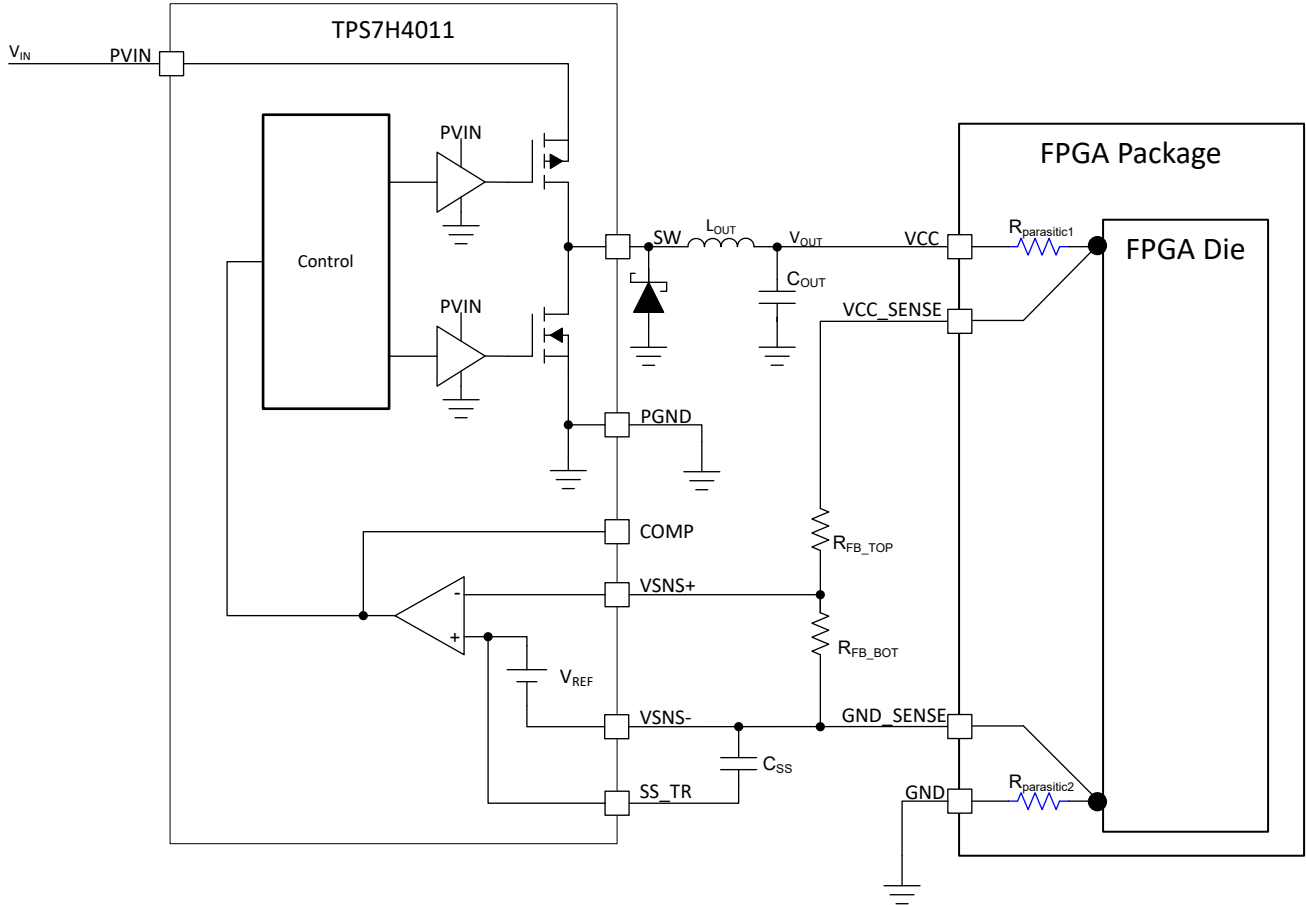 TPS7H4011
VIN
PVIN
FPGA Package
PVIN
Control
SW
LOUT
VOUT
VCC
Rparasitic1
FPGA Die
COUT
PVIN
VCC_SENSE
PGND
COMP
RFB_TOP
VSNS+
-
+
RFB_BOT
VREF
VSNS-
GND_SENSE
CSS
SS_TR
GND
Rparasitic2